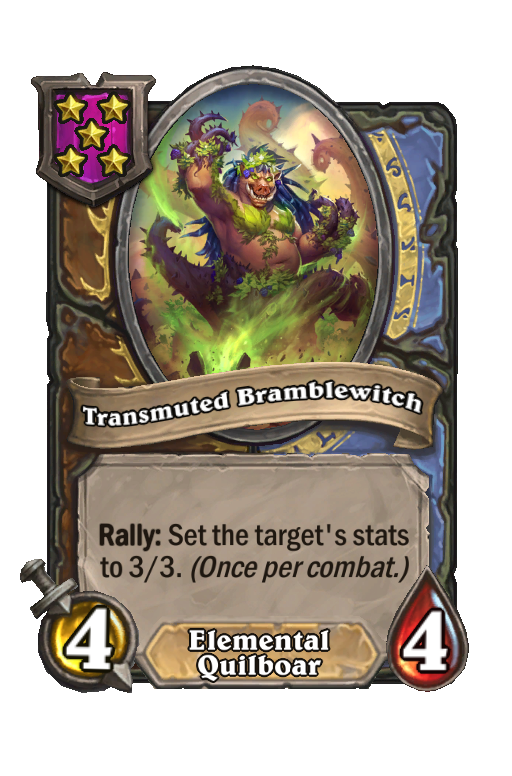 Transmuted Bramblewitch
Rally: Set the target's stats
to 3/3. (Once per combat.)
4
Elemental
Quilboar
4